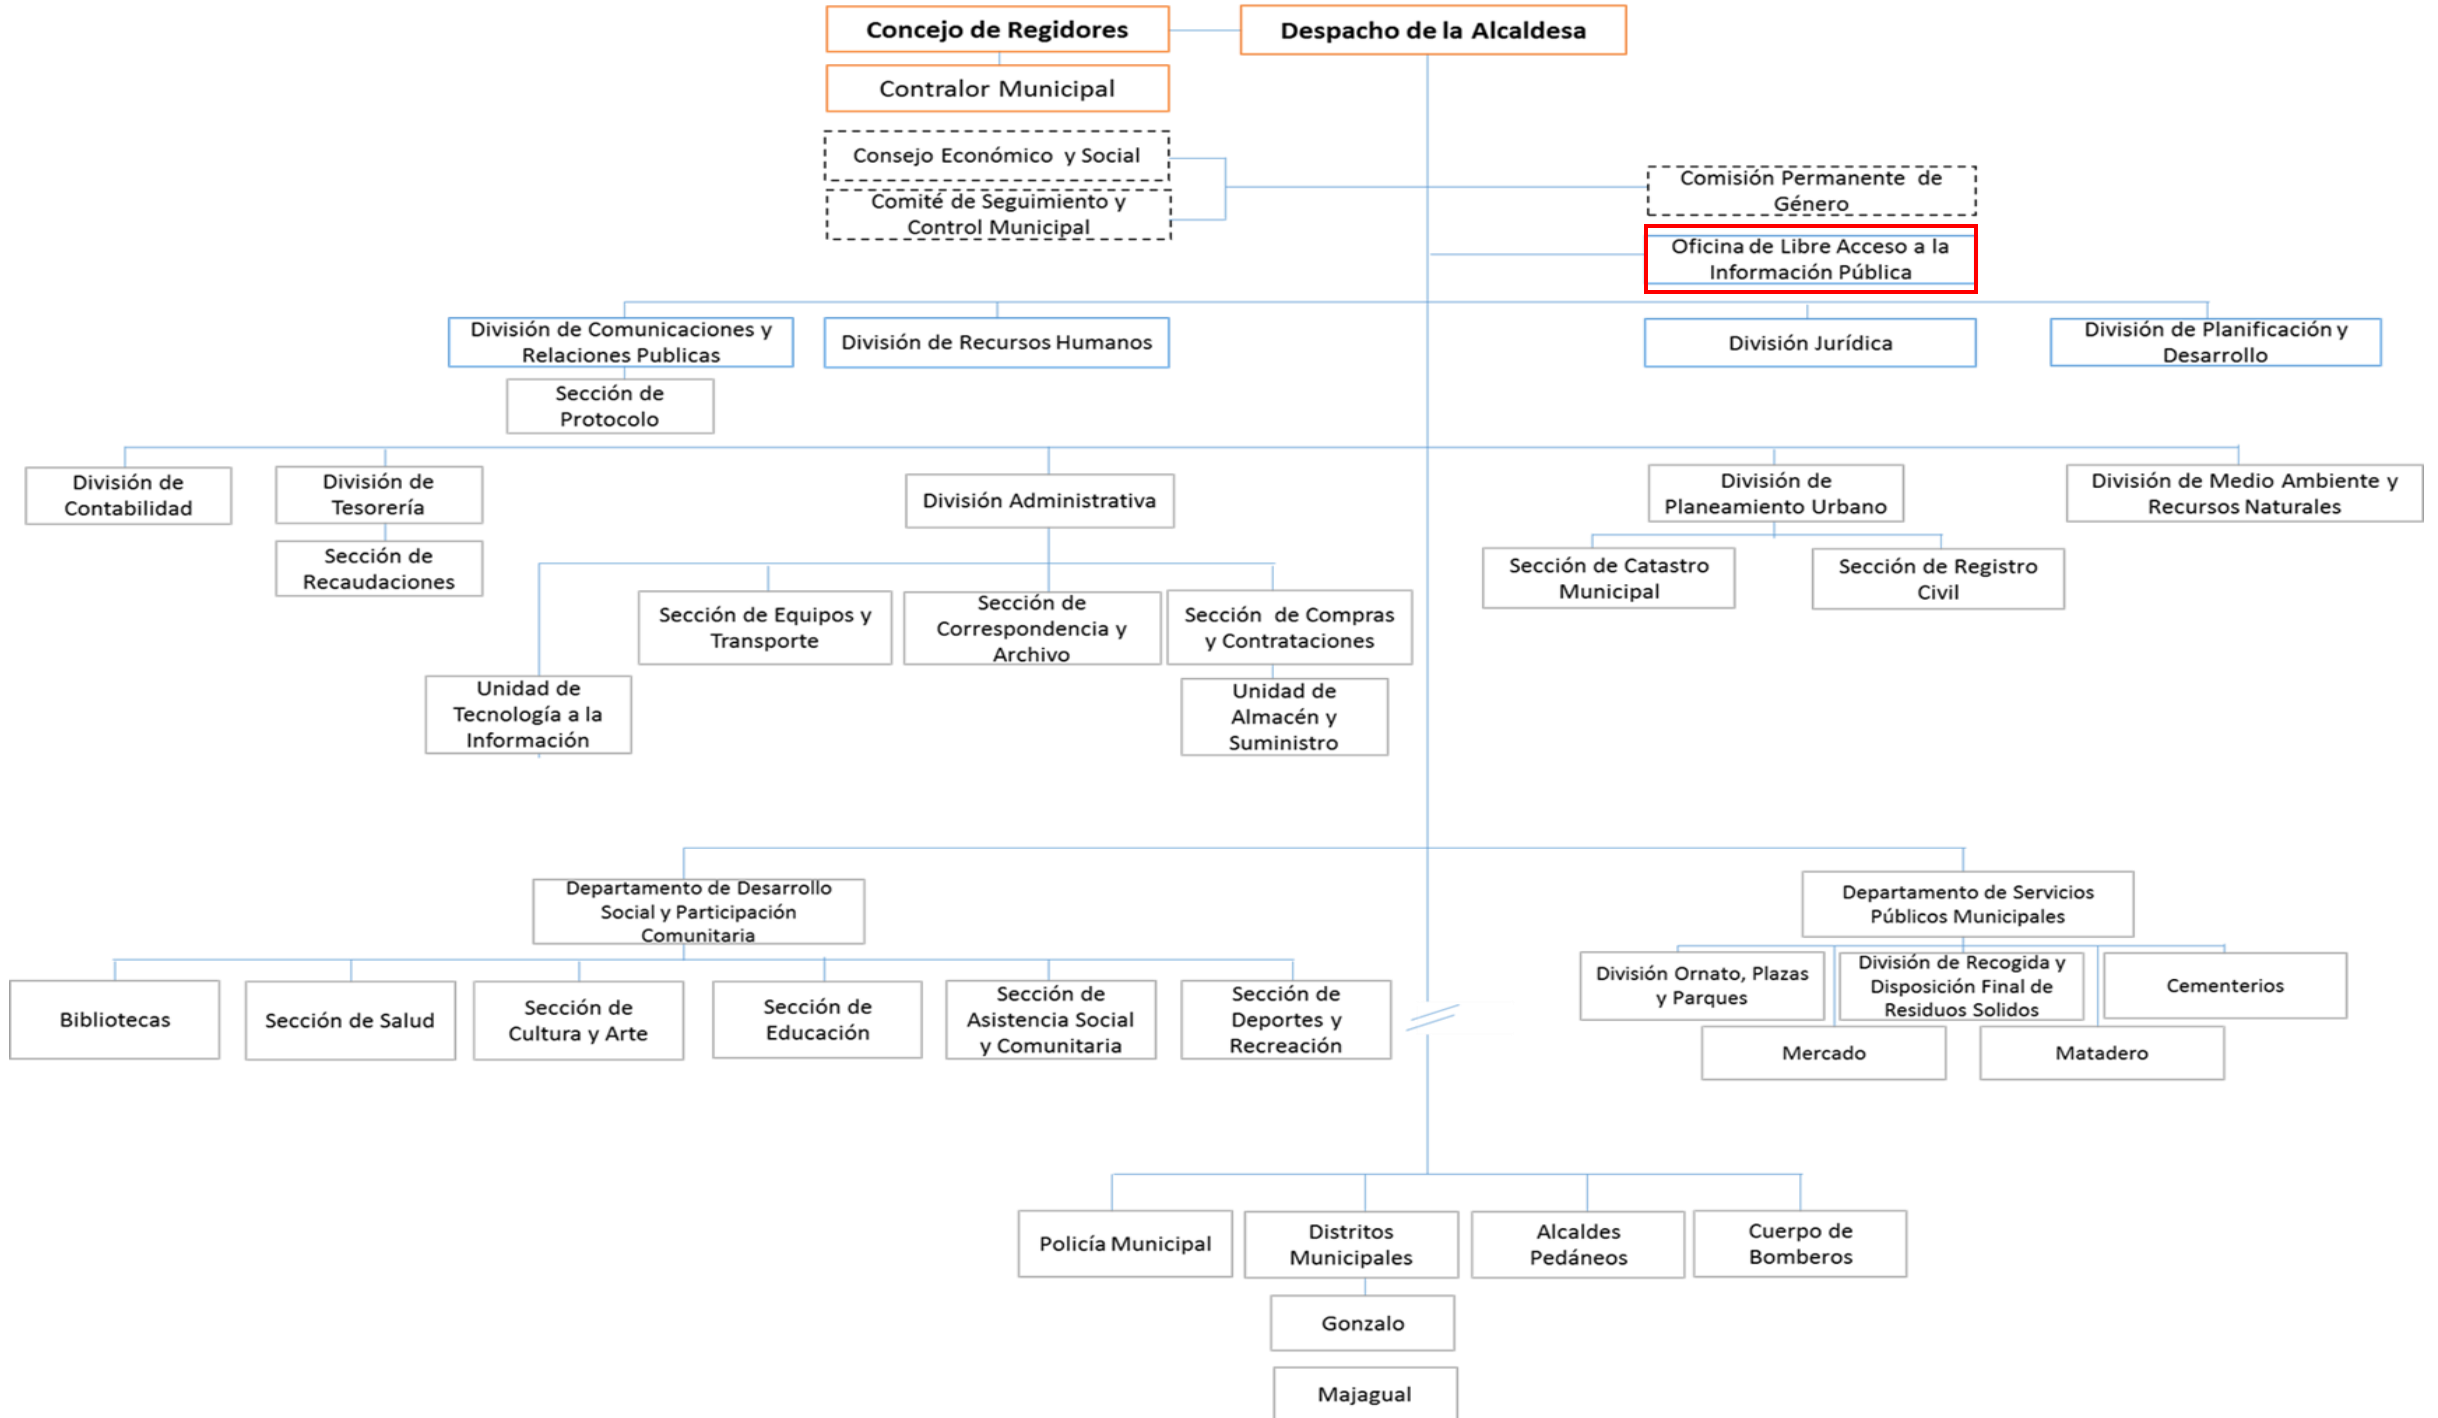 Concejo de Regidores
Despacho de la Alcaldesa
Contralor Municipal
Consejo Económico y Social
Comité de Seguimiento y
Control Municipal
Comisión Permanente de
Género
Oficina de Libre Acceso a la
Información Pública
División de Comunicaciones y
Relaciones Publicas
División de Recursos Humanos
División Jurídica
División de Planificación y
Desarrollo
Sección de
Protocolo
División de
Contabilidad
División de
Tesorería
División Administrativa
División de
Planeamiento Urbano
División de Medio Ambiente y
Recursos Naturales
Sección de
Recaudaciones
Sección de Catastro
Municipal
Sección de Registro
Civil
Sección de Equipos y
Transporte
Sección de
Correspondencia y
Archivo
Sección de Compras
y Contrataciones
Unidad de
Tecnología a la
Información
Unidad de
Almacén y
Suministro
Departamento de Desarrollo
Social y Participación
Comunitaria
Departamento de Servicios
Públicos Municipales
Bibliotecas
Sección de Salud
Sección de
Cultura y Arte
Sección de
Educación
Sección de
Asistencia Social
y Comunitaria
Sección de
Deportes y
Recreación
División Ornato, Plazas
y Parques
División de Recogida y
Disposición Final de
Residuos Solidos
Cementerios
Mercado
Matadero
Policía Municipal
Distritos
Municipales
Alcaldes
Pedáneos
Cuerpo de
Bomberos
Gonzalo
Majagual